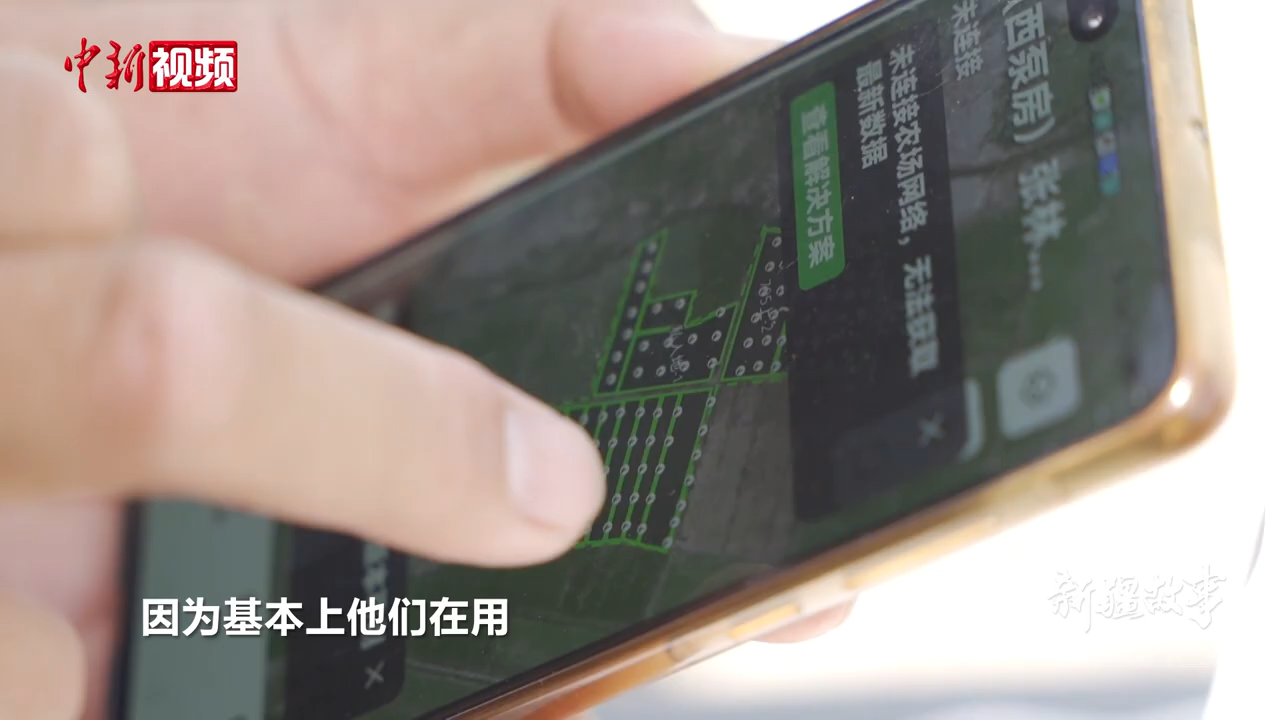 中新视频
西泵房）张林...
未连接
未连接农场网络，无法获取
最新数据
查看解决方案
因为基本上他们在用
新疆故事